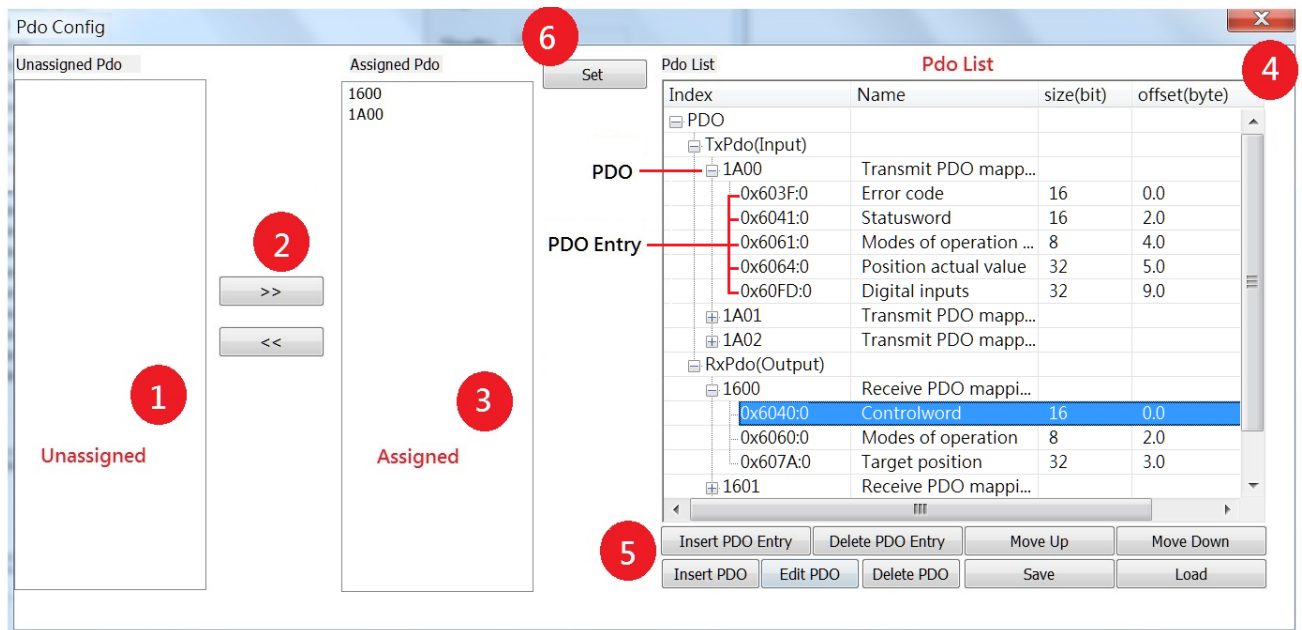 Pdo Config
6
Unassigned Pdo
Assigned Pdo
Set
Pdo List
Pdo List
4
1600
1A00
Index Name size(bit) offset(byte)
PDO
TxPdo(Input)
PDO
1A00 Transmit PDO mapp...
0x603F:0 Error code 16 0.0
0x6041:0 Statusword 16 2.0
PDO Entry
0x6061:0 Modes of operation ... 8 4.0
0x6064:0 Position actual value 32 5.0
0x60FD:0 Digital inputs 32 9.0
1A01 Transmit PDO mapp...
1A02 Transmit PDO mapp...
RxPdo(Output)
1600 Receive PDO mappi...
0x6040:0 Controlword 16 0.0
0x6060:0 Modes of operation 8 2.0
0x607A:0 Target position 32 3.0
1601 Receive PDO mappi...
2
>>
<<
1
Unassigned
3
Assigned
5
Insert PDO Entry Delete PDO Entry Move Up Move Down
Insert PDO Edit PDO Delete PDO Save Load